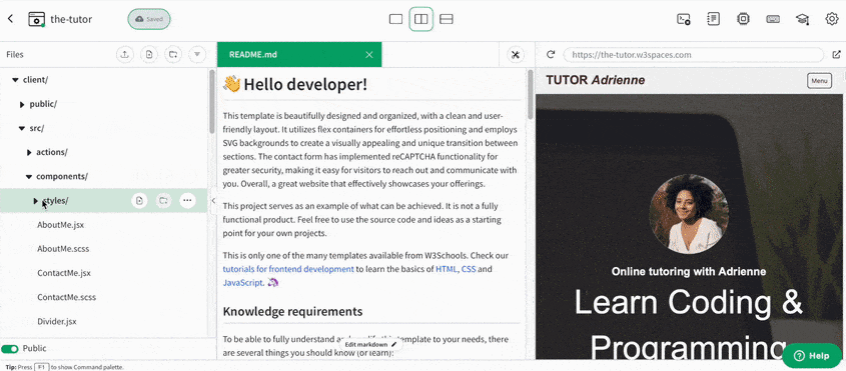 the-tutor
Saved
Files
client/
public/
src/
actions/
components/
styles/
AboutMe.jsx
AboutMe.scss
ContactMe.jsx
ContactMe.scss
Divider.jsx
Public
Tip: Press F1 to show Command palette.
README.md
👋 Hello developer!
This template is beautifully designed and organized, with a clean and user-
friendly layout. It utilizes flex containers for effortless positioning and employs
SVG backgrounds to create a visually appealing and unique transition between
sections. The contact form has implemented reCAPTCHA functionality for
greater security, making it easy for visitors to reach out and communicate with
you. Overall, a great website that effectively showcases your offerings.
This project serves as an example of what can be achieved. It is not a fully
functional product. Feel free to use the source code and ideas as a starting
point for your own projects.
This is only one of the many templates available from W3Schools. Check our
tutorials for frontend development to learn the basics of HTML, CSS and
JavaScript. 🦄
Knowledge requirements
To be able to fully understand template to your needs, there
are several things you should know (or learn):
Edit markdown
https://the-tutor.w3spaces.com
TUTOR Adrienne
Menu
Online tutoring with Adrienne
Learn Coding &
Programming
Help